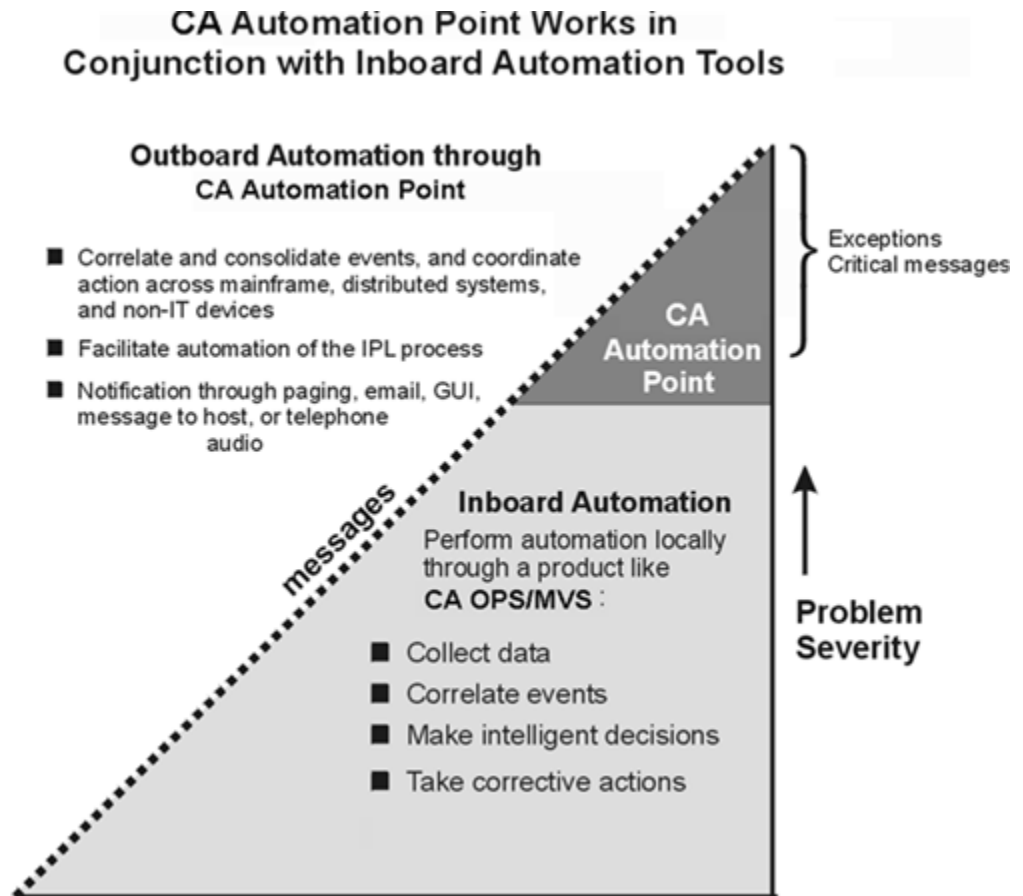 CA Automation Point Works in
Conjunction with Inboard Automation Tools
Outboard Automation through
CA Automation Point
■ Correlate and consolidate events, and coordinate
action across mainframe, distributed systems,
and non-IT devices
■ Facilitate automation of the IPL process
■ Notification through paging, email, GUI,
message to host, or telephone
audio
Exceptions
Critical messages
CA
Automation
Point
messages
Inboard Automation
Perform automation locally
through a product like
CA OPS/MVS :
■ Collect data
■ Correlate events
■ Make intelligent decisions
■ Take corrective actions
Problem
Severity